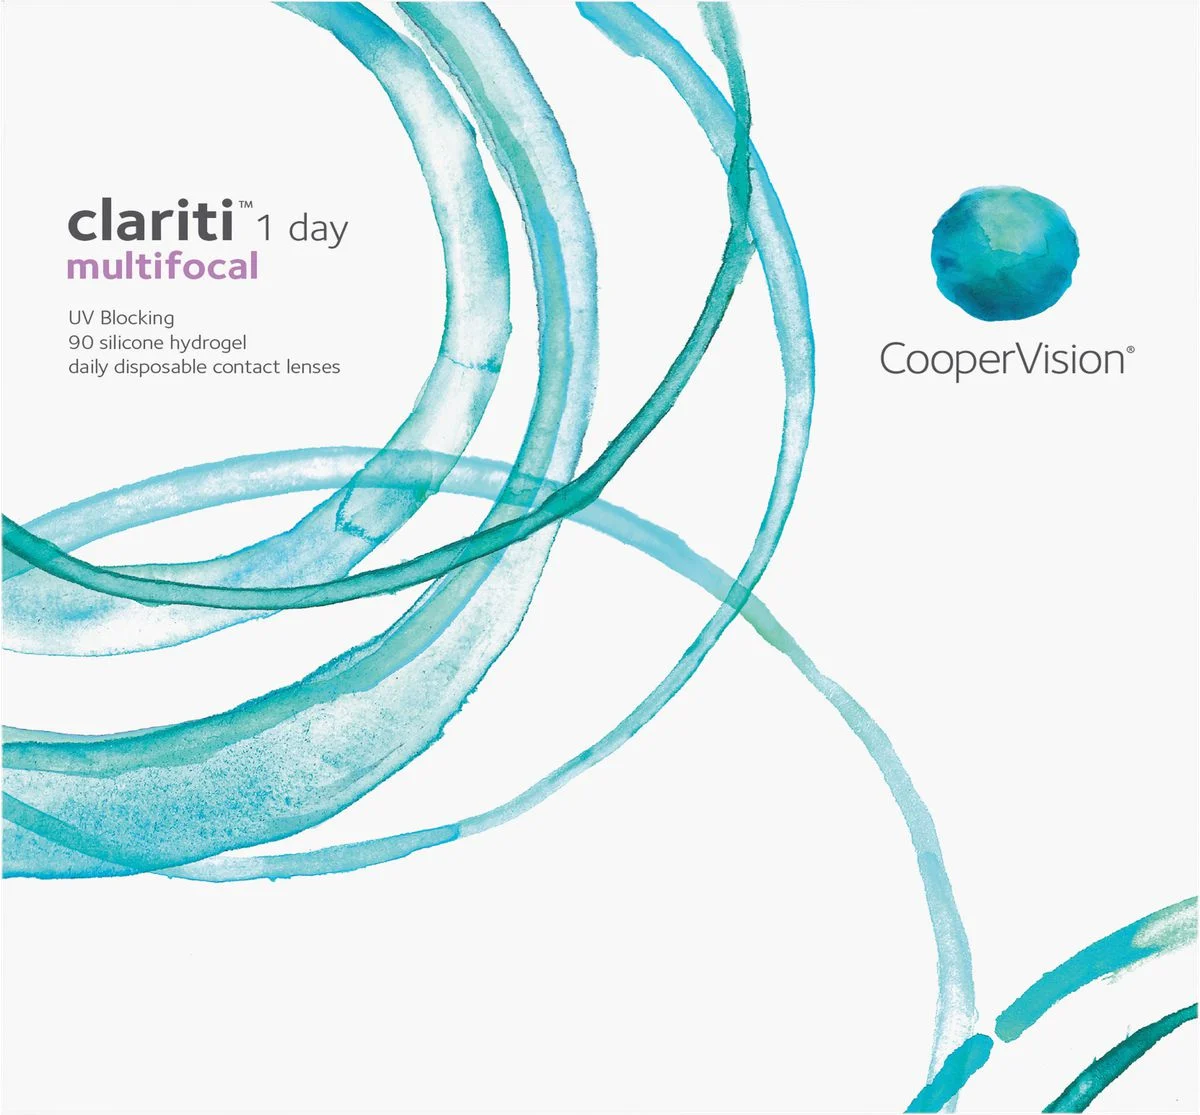 clariti™ 1 day
multifocal
UV Blocking
90 silicone hydrogel
daily disposable contact lenses
CooperVision®